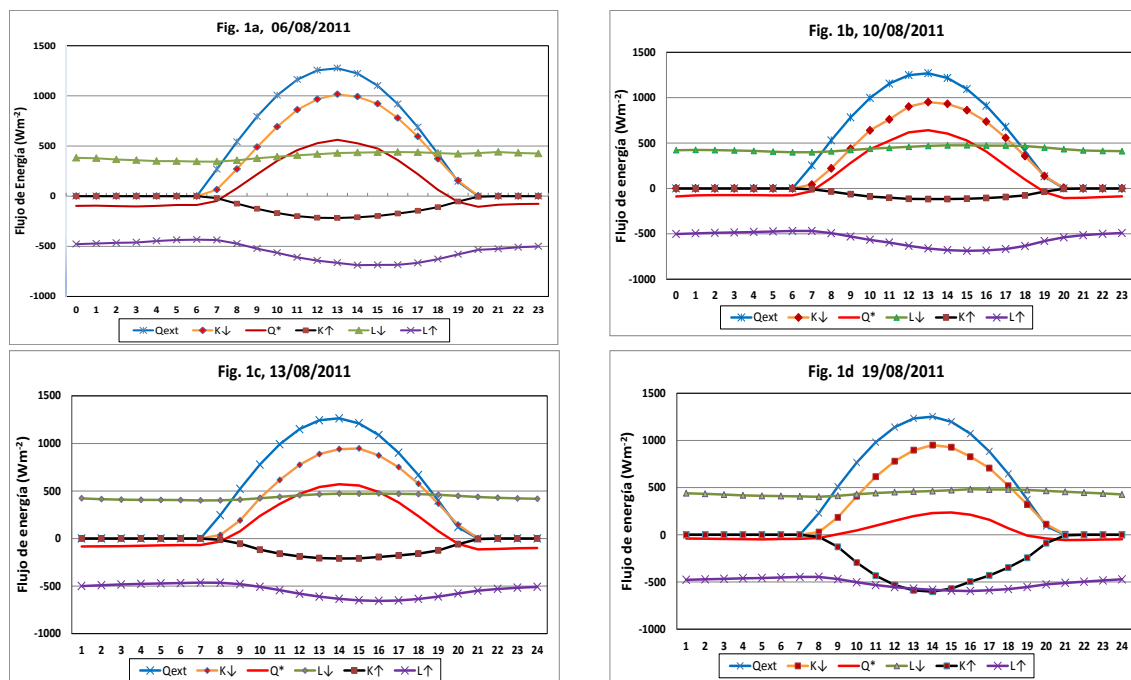 Fig. 1a, 06/08/2011
Flujo de Energía (Wm-2)
1500
1000
500
0
-500
-1000
0 1 2 3 4 5 6 7 8 9 10 11 12 13 14 15 16 17 18 19 20 21 22 23
Qext K↓ Q* K↑ L↓ L↑
Fig. 1b, 10/08/2011
Flujo de energía (Wm-2)
1500
1000
500
0
-500
-1000
0 1 2 3 4 5 6 7 8 9 10 11 12 13 14 15 16 17 18 19 20 21 22 23
Qext K↓ Q* L↓ K↑ L↑
Fig. 1c, 13/08/2011
Flujo de energía (Wm-2)
1500
1000
500
0
-500
-1000
1 2 3 4 5 6 7 8 9 10 11 12 13 14 15 16 17 18 19 20 21 22 23 24
Qext K↓ Q* L↓ K↑ L↑
Fig. 1d 19/08/2011
Flujo de energía (Wm-2)
1500
1000
500
0
-500
-1000
1 2 3 4 5 6 7 8 9 10 11 12 13 14 15 16 17 18 19 20 21 22 23 24
Qext K↓ Q* L↓ K↑ L↑